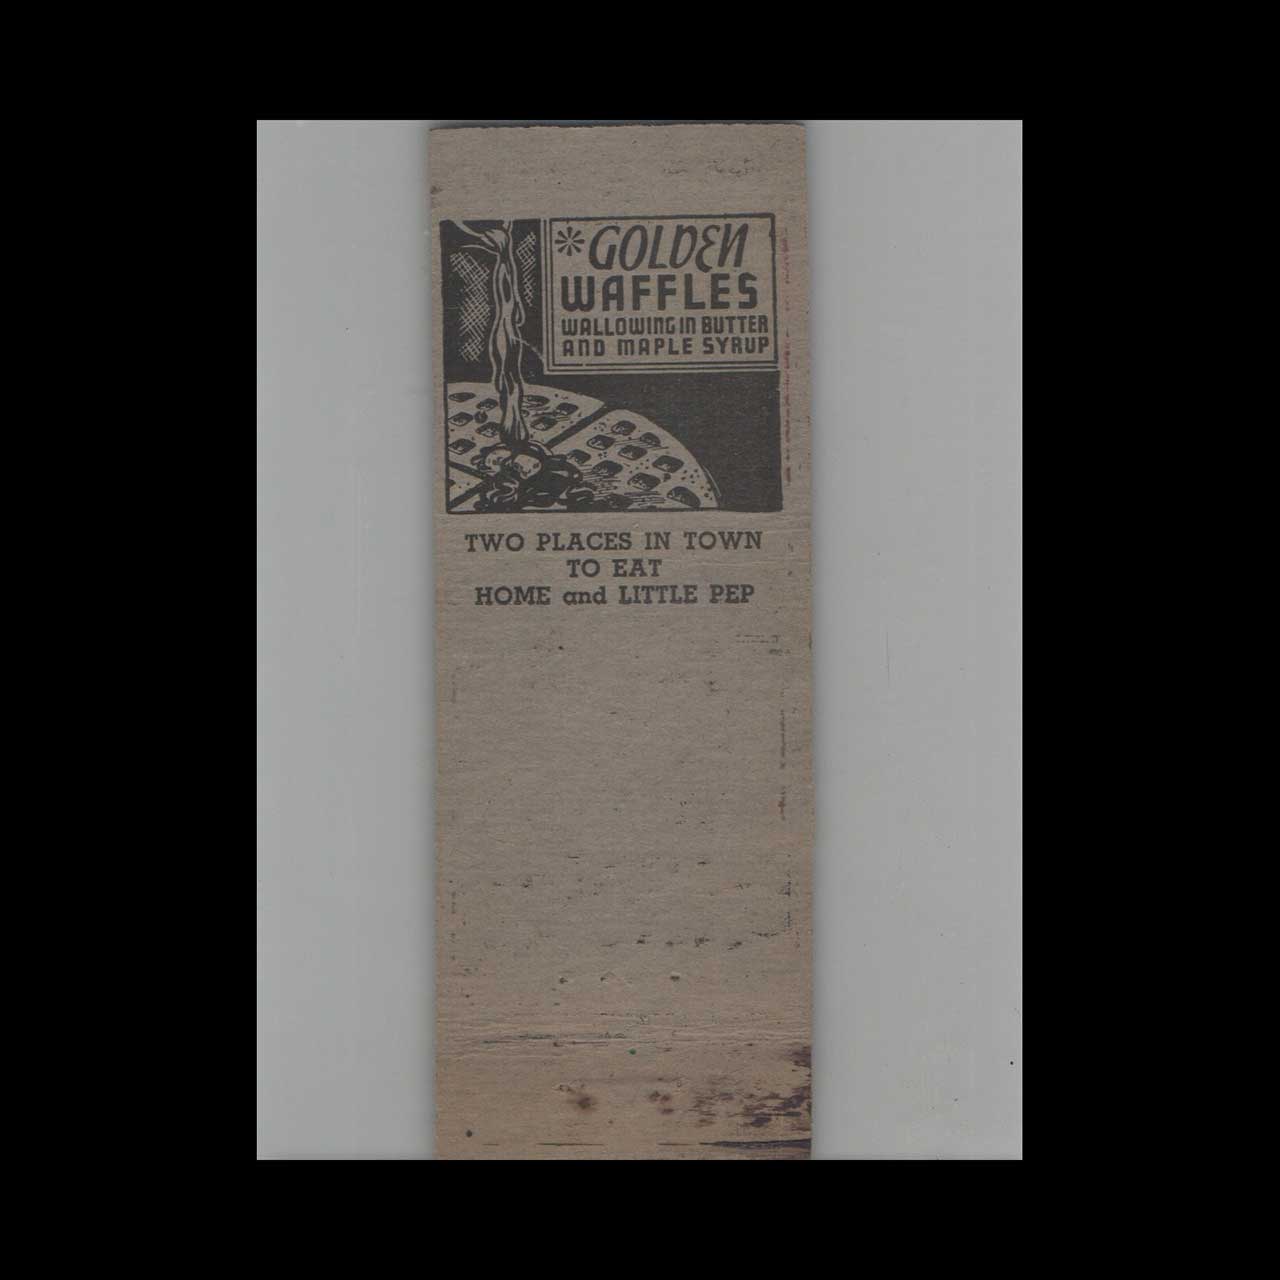 *GOLDEN
WAFFLES
WALLOWING IN BUTTER
AND MAPLE SYRUP
TWO PLACES IN TOWN
TO EAT
HOME and LITTLE PEP